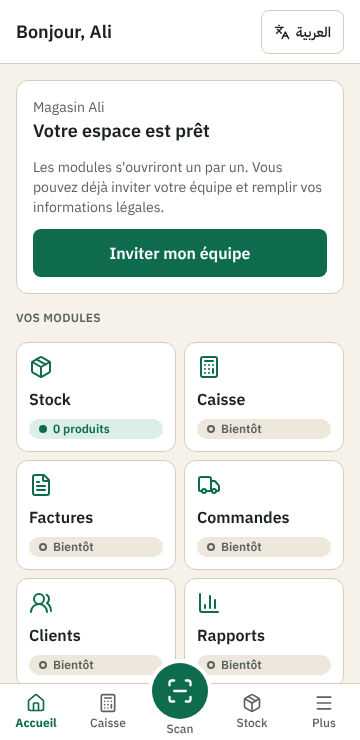 Bonjour, Ali
العربية
Magasin Ali
Votre espace est prêt
Les modules s'ouvriront un par un. Vous
pouvez déjà inviter votre équipe et remplir vos
informations légales.
Inviter mon équipe
VOS MODULES
Stock
0 produits
Caisse
Bientôt
Factures
Bientôt
Commandes
Bientôt
Clients
Bientôt
Rapports
Bientôt
Accueil
Caisse
Scan
Stock
Plus